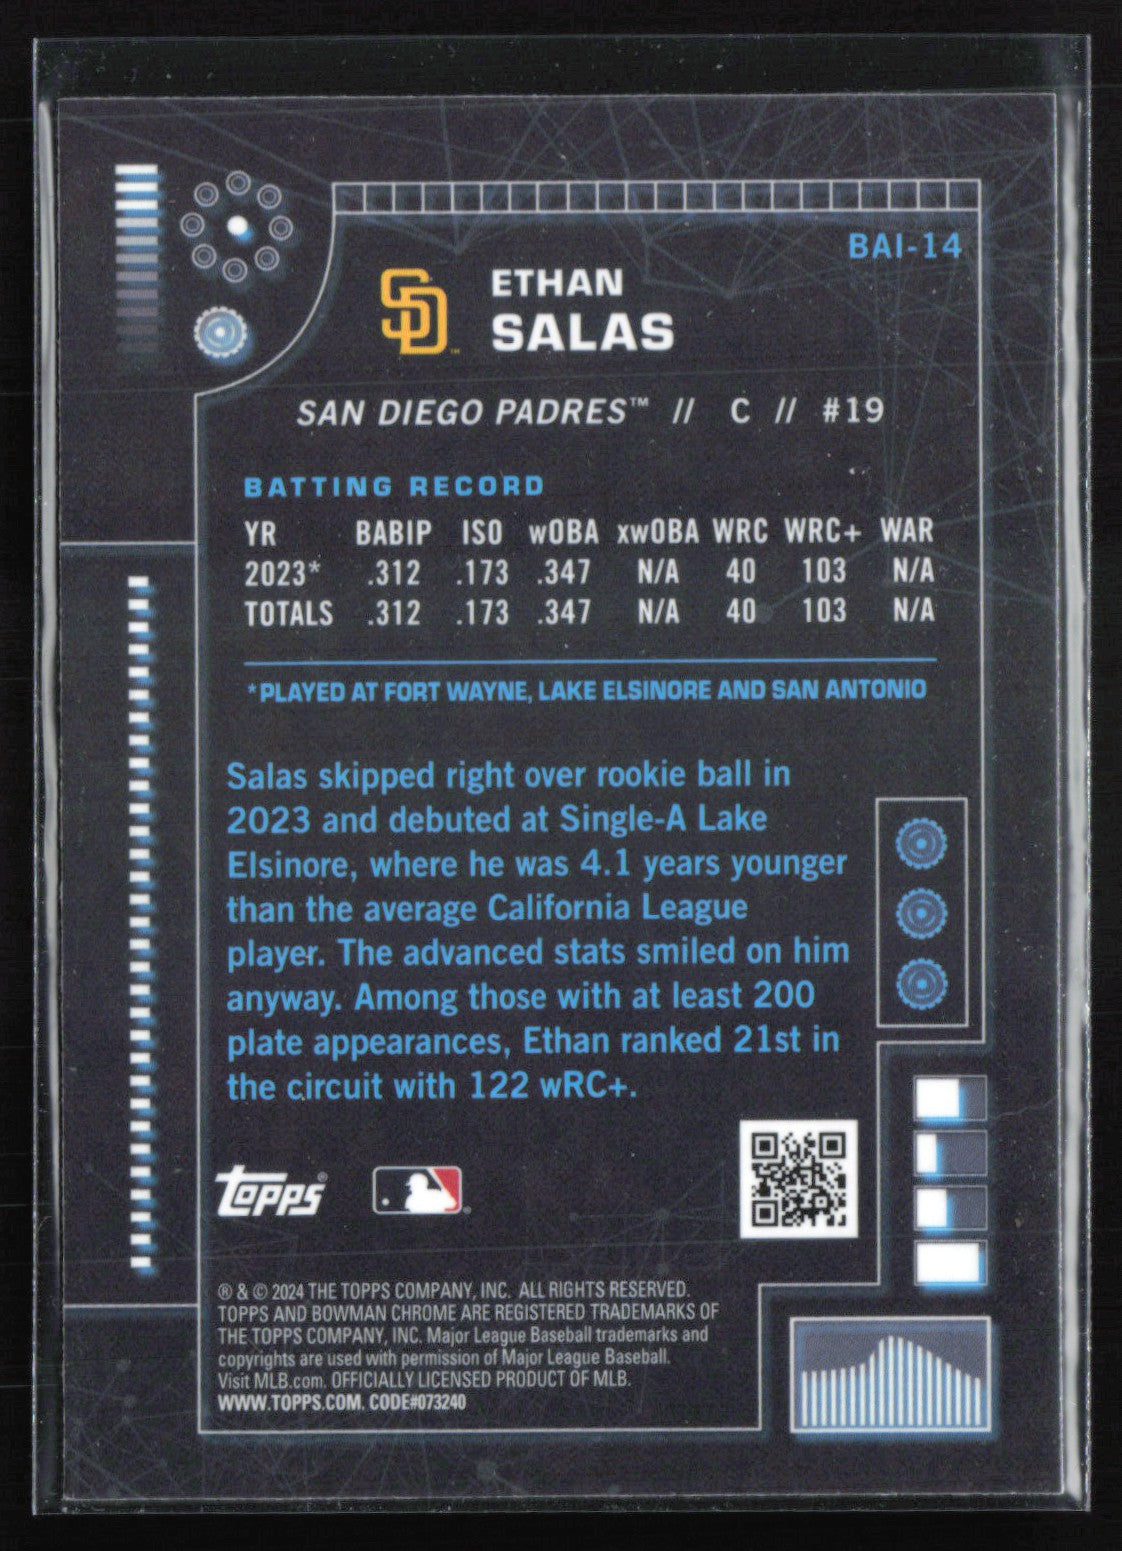 BAI-14
SD™
ETHAN
SALAS
SAN DIEGO PADRES™ // C // #19
BATTING RECORD
YR BABIP ISO wOBA xwOBA WRC WRC+ WAR
2023* .312 .173 .347 N/A 40 103 N/A
TOTALS .312 .173 .347 N/A 40 103 N/A
*PLAYED AT FORT WAYNE, LAKE ELSINORE AND SAN ANTONIO
Salas skipped right over rookie ball in
2023 and debuted at Single-A Lake
Elsinore, where he was 4.1 years younger
than the average California League
player. The advanced stats smiled on him
anyway. Among those with at least 200
plate appearances, Ethan ranked 21st in
the circuit with 122 wRC+.
Topps®
® & © 2024 THE TOPPS COMPANY, INC. ALL RIGHTS RESERVED.
TOPPS AND BOWMAN CHROME ARE REGISTERED TRADEMARKS OF
THE TOPPS COMPANY, INC. Major League Baseball trademarks and
copyrights are used with permission of Major League Baseball.
Visit MLB.com. OFFICIALLY LICENSED PRODUCT OF MLB.
WWW.TOPPS.COM. CODE#073240